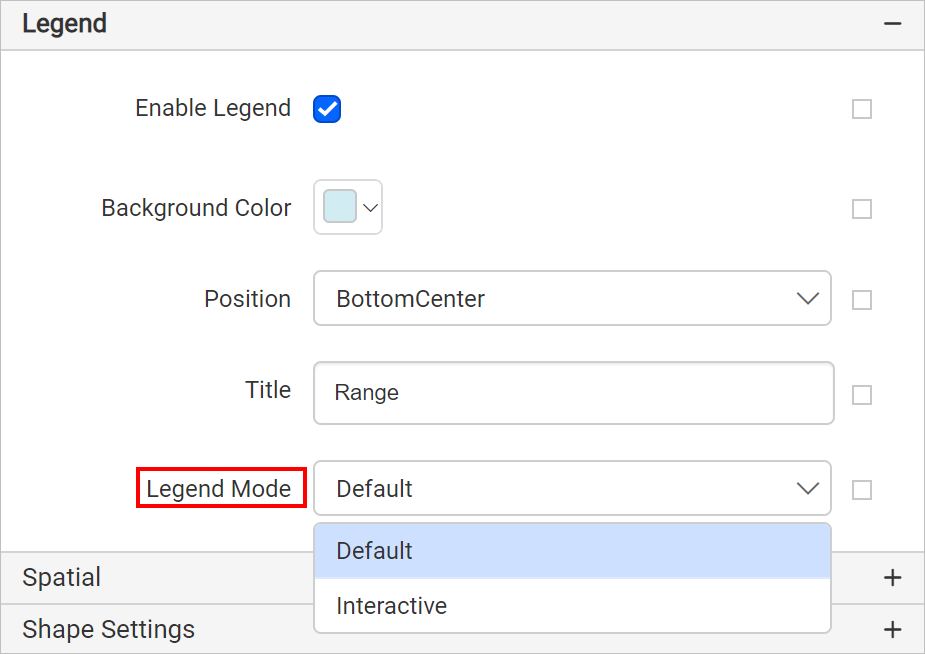 Legend
Enable Legend
Background Color
Position BottomCenter
Title Range
Legend Mode Default
Default
Spatial
Interactive
Shape Settings